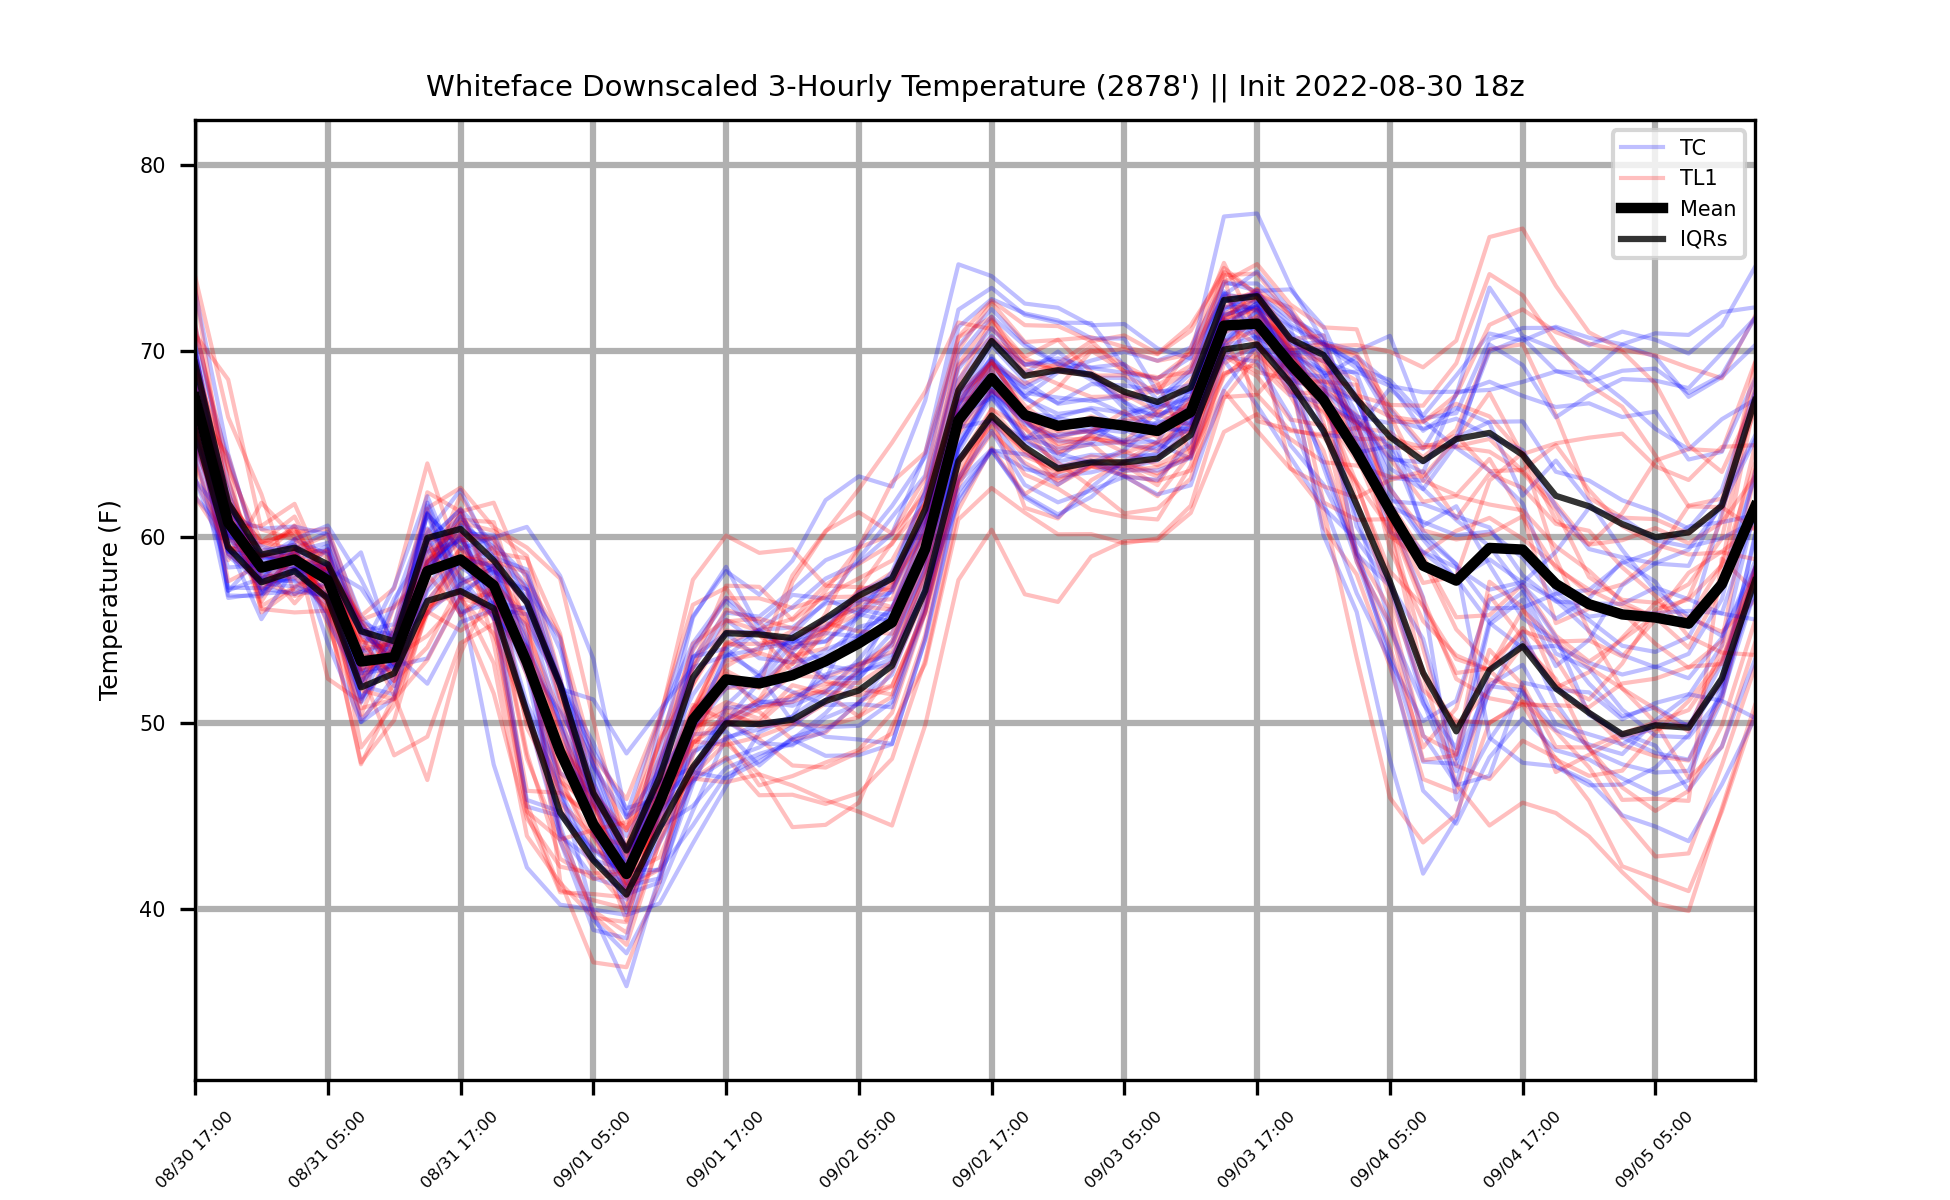 Whiteface Downscaled 3-Hourly Temperature (2878') || Init 2022-08-30 18z
TC
TL1
Mean
IQRs
Temperature (F)
80
70
60
50
40
08/30 17:00
08/31 05:00
08/31 17:00
09/01 05:00
09/01 17:00
09/02 05:00
09/02 17:00
09/03 05:00
09/03 17:00
09/04 05:00
09/04 17:00
09/05 05:00